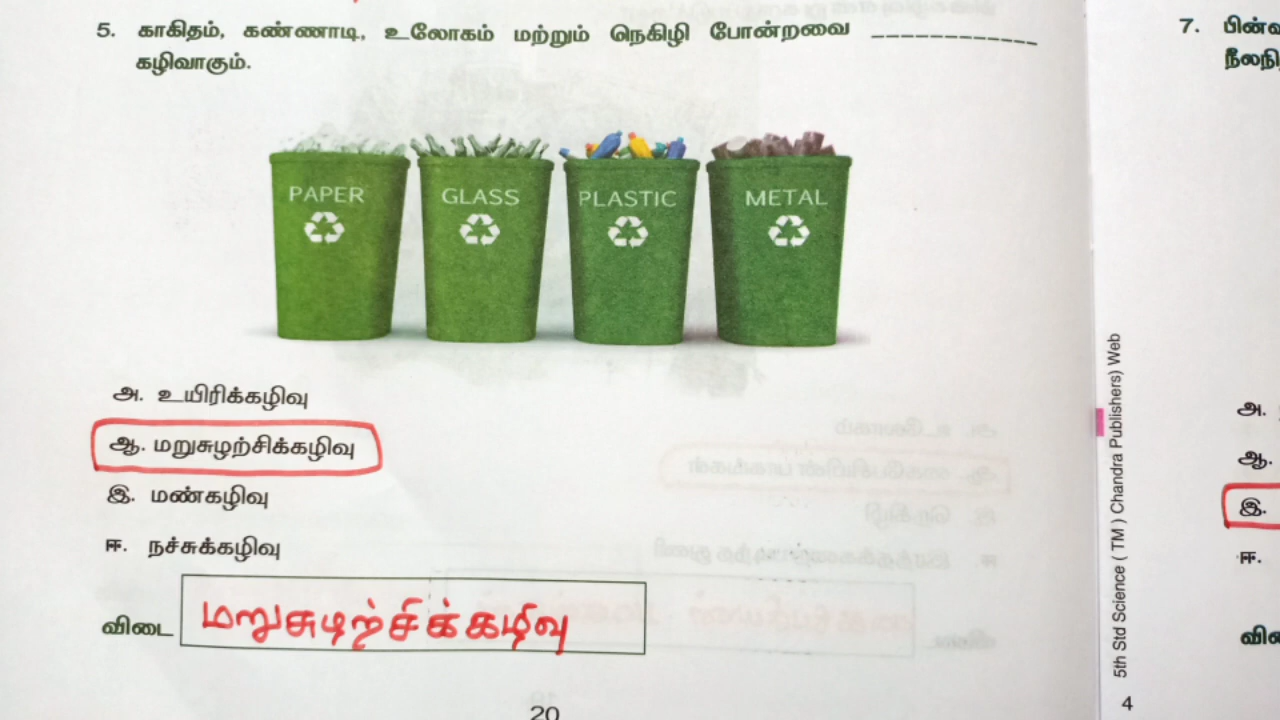 5. காகிதம், கண்ணாடி, உலோகம் மற்றும் நெகிழி போன்றவை ____________
கழிவாகும்.
PAPER GLASS PLASTIC METAL
அ. உயிரிக்கழிவு
ஆ. மறுசுழற்சிக்கழிவு
இ. மண்கழிவு
ஈ. நச்சுக்கழிவு
விடை மறுசுழற்சிக்கழிவு
20
5th Std Science ( TM ) Chandra Publishers) Web
4
7.
அ.
ஆ.
இ.
ஈ.